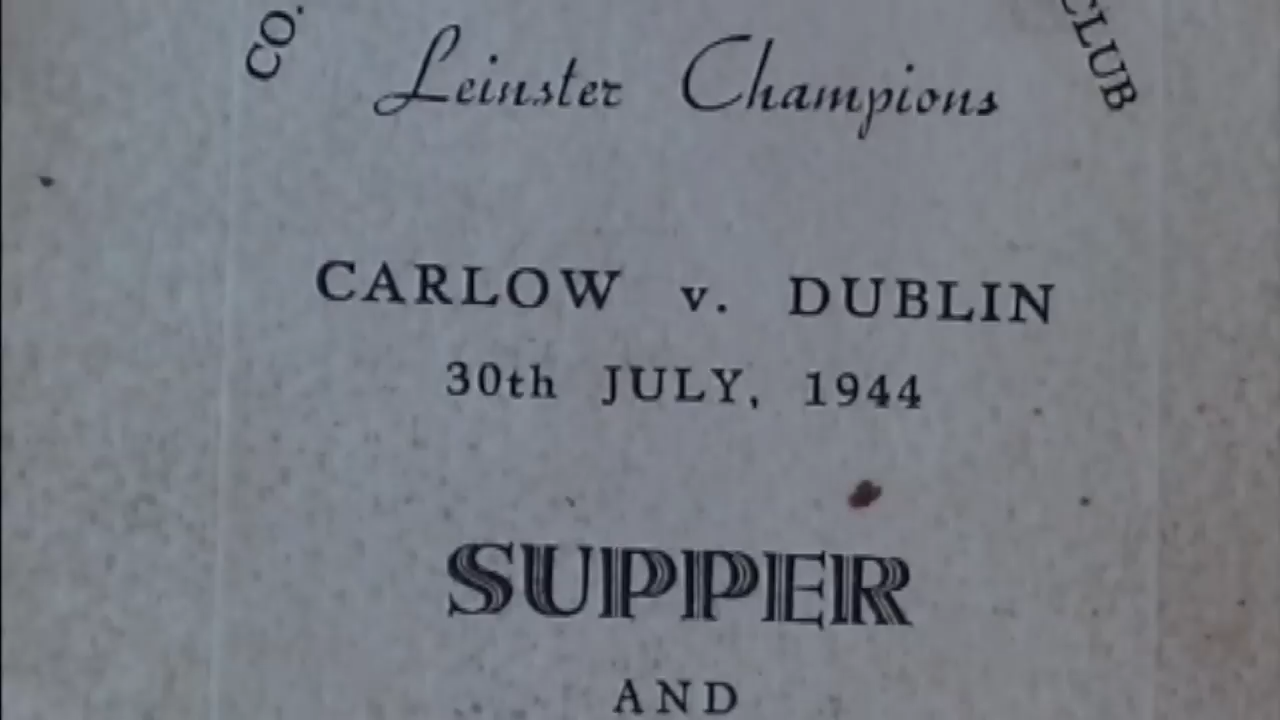 CO. CLUB
Leinster Champions
CARLOW v. DUBLIN
30th JULY, 1944
SUPPER
AND